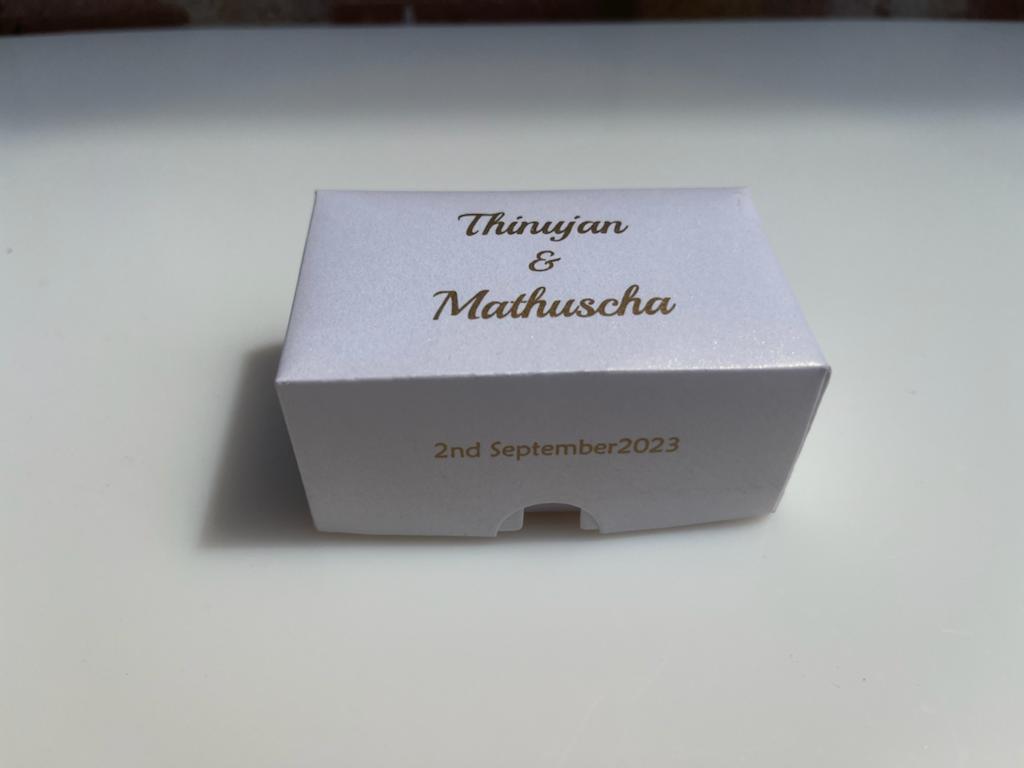 Thinujan
&
Mathuscha
2nd September2023